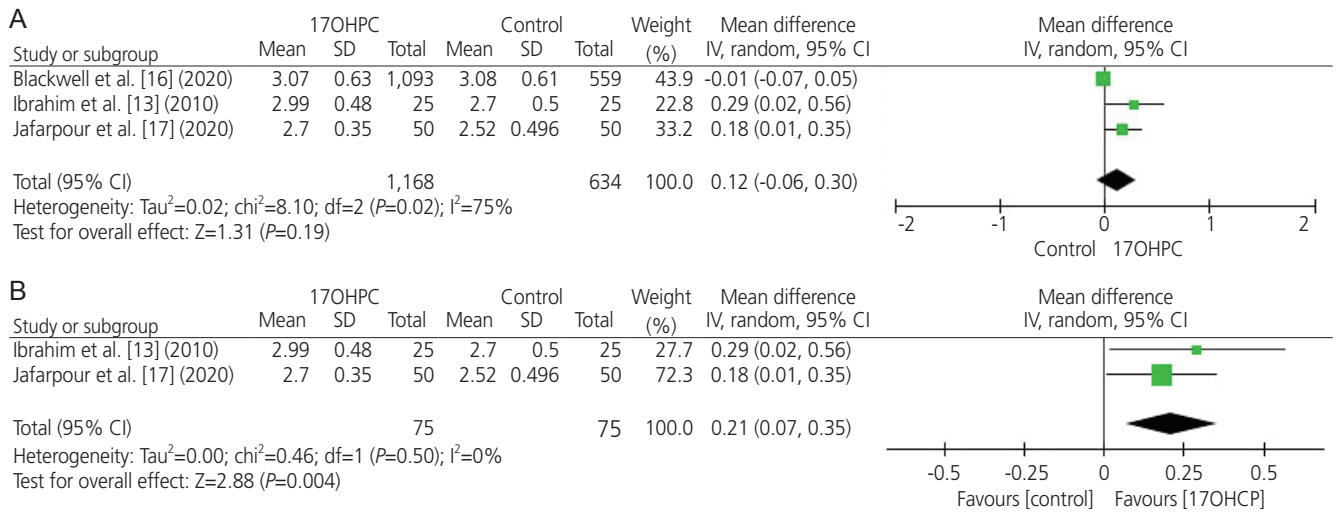 A
17OHPC Control Weight Mean difference Mean difference
Study or subgroup Mean SD Total Mean SD Total (%) IV, random, 95% CI IV, random, 95% CI
Blackwell et al. [16] (2020) 3.07 0.63 1,093 3.08 0.61 559 43.9 -0.01 (-0.07, 0.05)
Ibrahim et al. [13] (2010) 2.99 0.48 25 2.7 0.5 25 22.8 0.29 (0.02, 0.56)
Jafarpour et al. [17] (2020) 2.7 0.35 50 2.52 0.496 50 33.2 0.18 (0.01, 0.35)
Total (95% CI) 1,168 634 100.0 0.12 (-0.06, 0.30)
Heterogeneity: Tau²=0.02; chi²=8.10; df=2 (P=0.02); I²=75%
Test for overall effect: Z=1.31 (P=0.19)
-2 -1 0 1 2
Control 17OHPC
B
17OHPC Control Weight Mean difference Mean difference
Study or subgroup Mean SD Total Mean SD Total (%) IV, random, 95% CI IV, random, 95% CI
Ibrahim et al. [13] (2010) 2.99 0.48 25 2.7 0.5 25 27.7 0.29 (0.02, 0.56)
Jafarpour et al. [17] (2020) 2.7 0.35 50 2.52 0.496 50 72.3 0.18 (0.01, 0.35)
Total (95% CI) 75 75 100.0 0.21 (0.07, 0.35)
Heterogeneity: Tau²=0.00; chi²=0.46; df=1 (P=0.50); I²=0%
Test for overall effect: Z=2.88 (P=0.004)
-0.5 -0.25 0 0.25 0.5
Favours [control] Favours [17OHCP]